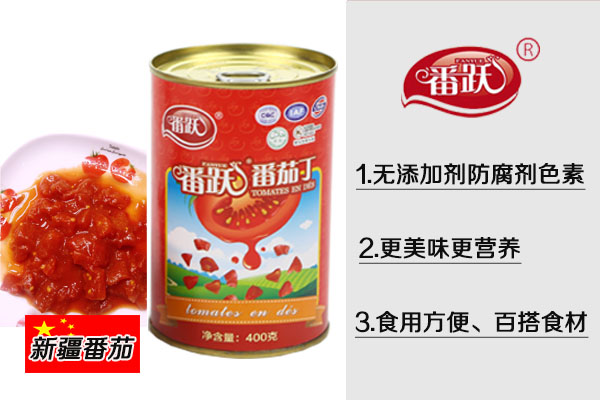 番跃
FANYUE
®
番跃
CQC
番跃 番茄丁
FANYUE
TOMATES EN DÉS
1.无添加剂防腐剂色素
2.更美味更营养
3.食用方便、百搭食材
tomates en dés
净含量：400克
新疆番茄